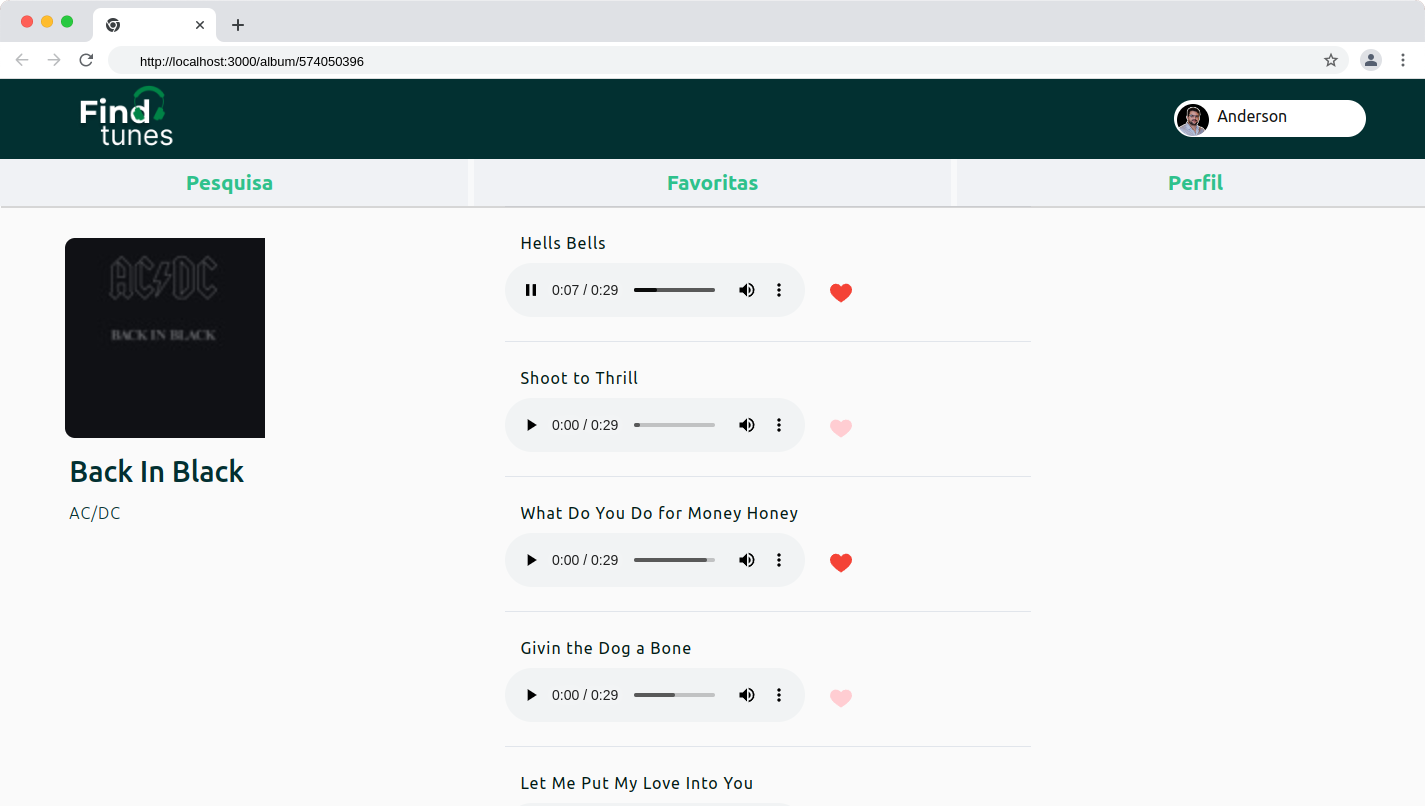 http://localhost:3000/album/574050396
Find
tunes
Anderson
Pesquisa
Favoritas
Perfil
AC/DC
BACK IN BLACK
Back In Black
AC/DC
Hells Bells
0:07 / 0:29
Shoot to Thrill
0:00 / 0:29
What Do You Do for Money Honey
0:00 / 0:29
Givin the Dog a Bone
0:00 / 0:29
Let Me Put My Love Into You